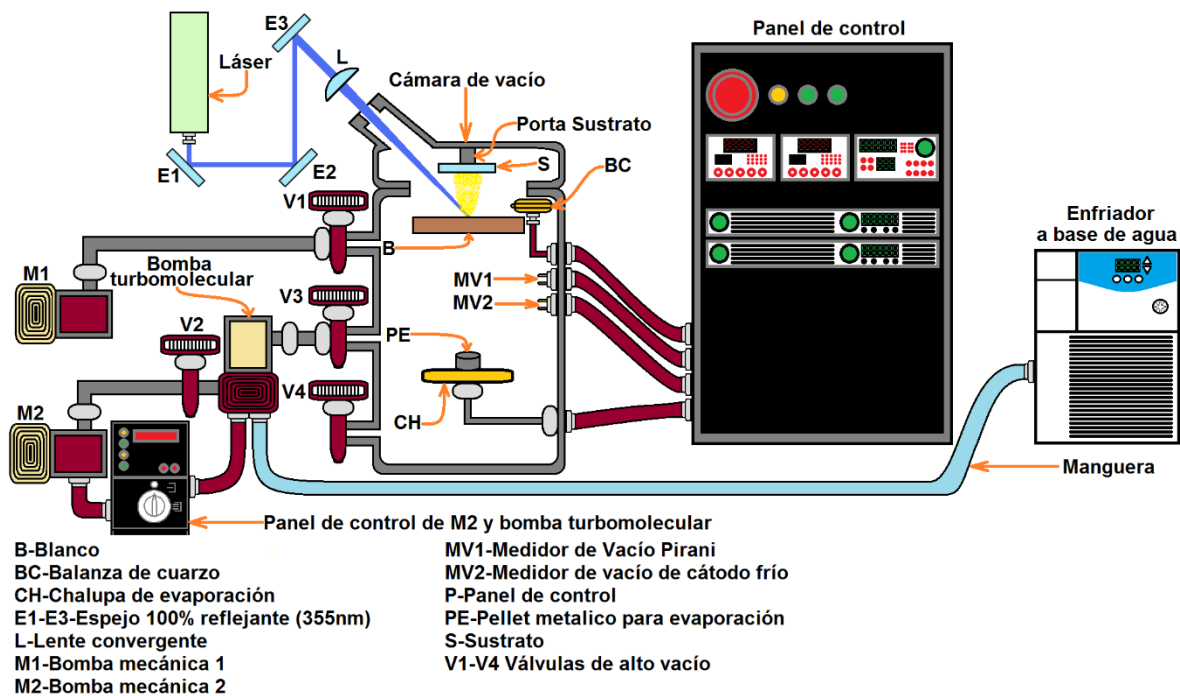 Láser
E1
E2
E3
L
Cámara de vacío
Porta Sustrato
S
BC
B
V1
M1
Bomba
turbomolecular
V3
V2
PE
V4
M2
CH
MV1
MV2
Panel de control
Enfriador
a base de agua
Manguera
Panel de control de M2 y bomba turbomolecular
B-Blanco
BC-Balanza de cuarzo
CH-Chalupa de evaporación
E1-E3-Espejo 100% reflejante (355nm)
L-Lente convergente
M1-Bomba mecánica 1
M2-Bomba mecánica 2
MV1-Medidor de Vacío Pirani
MV2-Medidor de vacío de cátodo frío
P-Panel de control
PE-Pellet metalico para evaporación
S-Sustrato
V1-V4 Válvulas de alto vacío